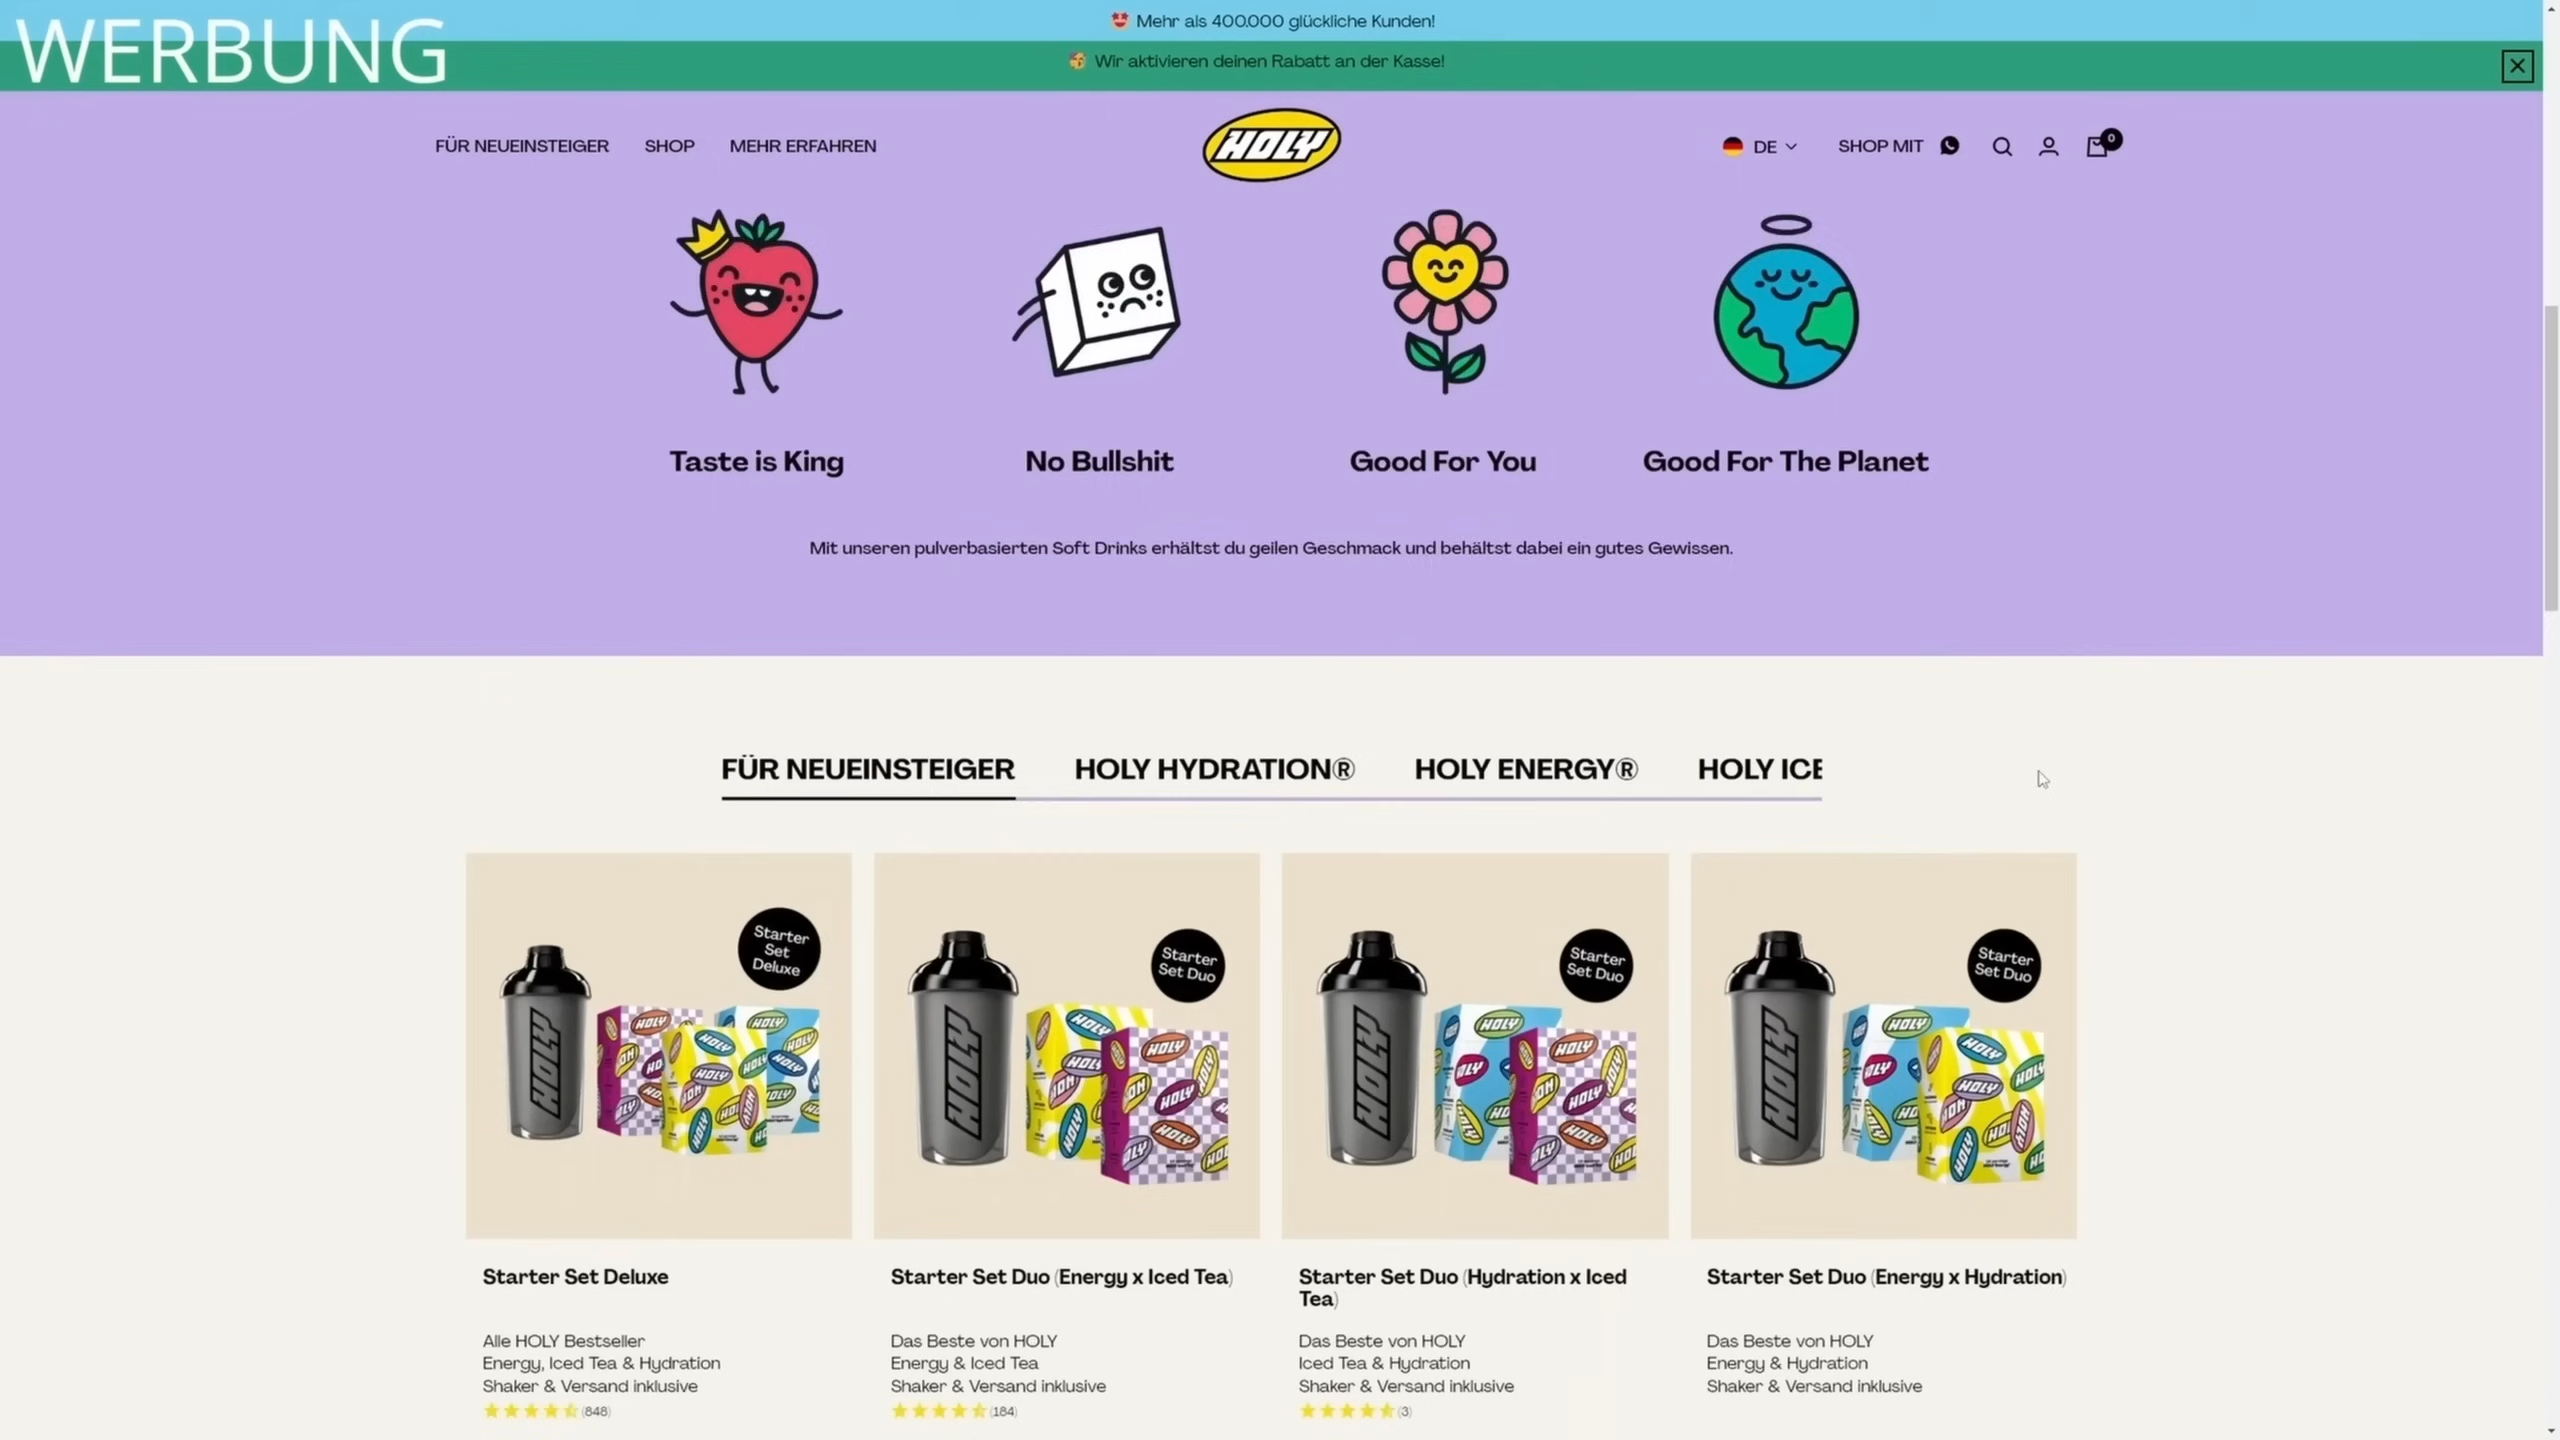 WERBUNG
🤩 Mehr als 400.000 glückliche Kunden!
🥳 Wir aktivieren deinen Rabatt an der Kasse!
FÜR NEUEINSTEIGER SHOP MEHR ERFAHREN
HOLY
DE SHOP MIT
0
Taste is King
No Bullshit
Good For You
Good For The Planet
Mit unseren pulverbasierten Soft Drinks erhältst du geilen Geschmack und behältst dabei ein gutes Gewissen.
FÜR NEUEINSTEIGER HOLY HYDRATION® HOLY ENERGY® HOLY ICE
Starter
Set
Deluxe
HOLY
Starter
Set Duo
HOLY
Starter
Set Duo
HOLY
Starter
Set Duo
HOLY
Starter Set Deluxe
Alle HOLY Bestseller
Energy, Iced Tea & Hydration
Shaker & Versand inklusive
(848)
Starter Set Duo (Energy x Iced Tea)
Das Beste von HOLY
Energy & Iced Tea
Shaker & Versand inklusive
(184)
Starter Set Duo (Hydration x Iced
Tea)
Das Beste von HOLY
Iced Tea & Hydration
Shaker & Versand inklusive
(3)
Starter Set Duo (Energy x Hydration)
Das Beste von HOLY
Energy & Hydration
Shaker & Versand inklusive